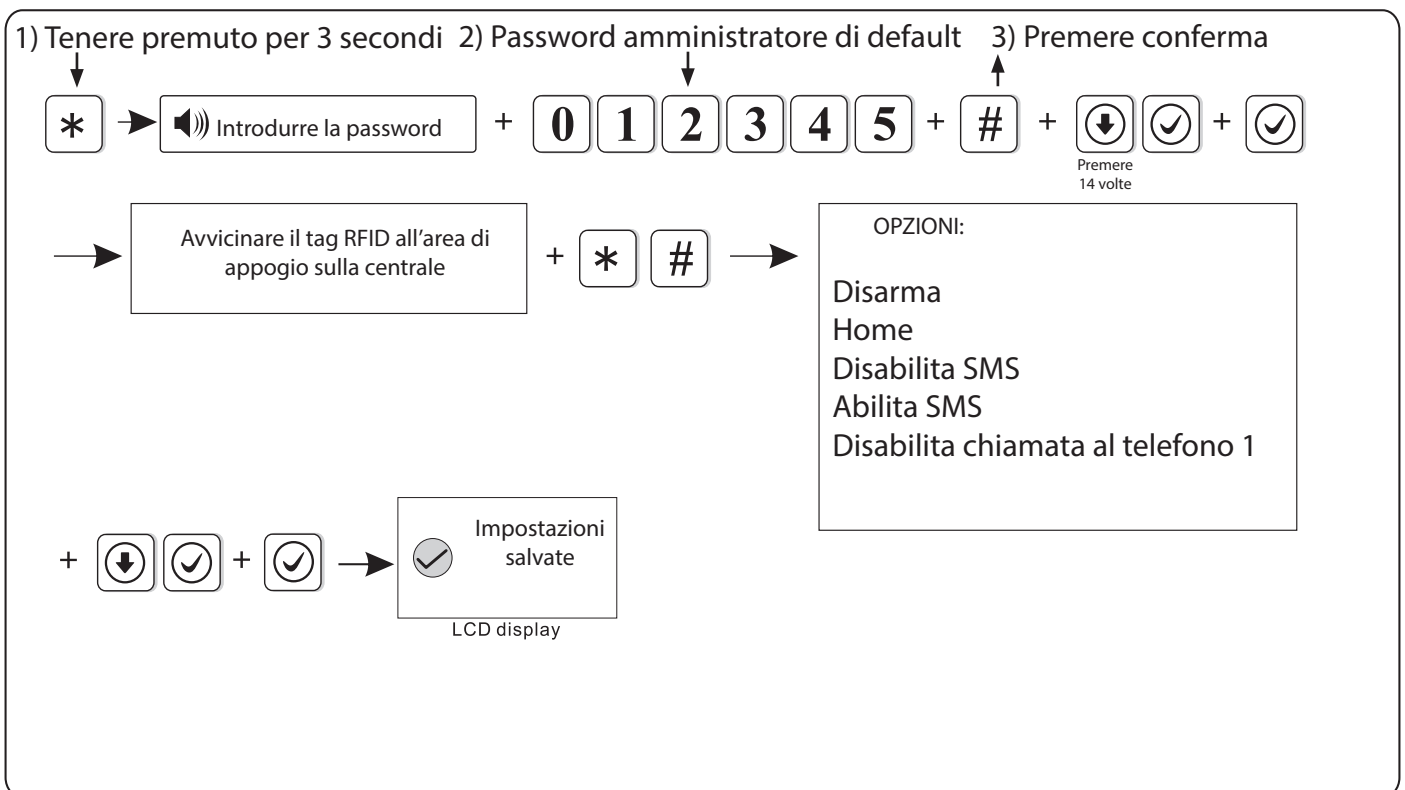 1) Tenere premuto per 3 secondi 2) Password amministratore di default 3) Premere conferma
* Introdurre la password + 0 1 2 3 4 5 + # + +
Premere
14 volte
Avvicinare il tag RFID all'area di
appogio sulla centrale
+ * #
OPZIONI:
Disarma
Home
Disabilita SMS
Abilita SMS
Disabilita chiamata al telefono 1
+ +
Impostazioni
salvate
LCD display